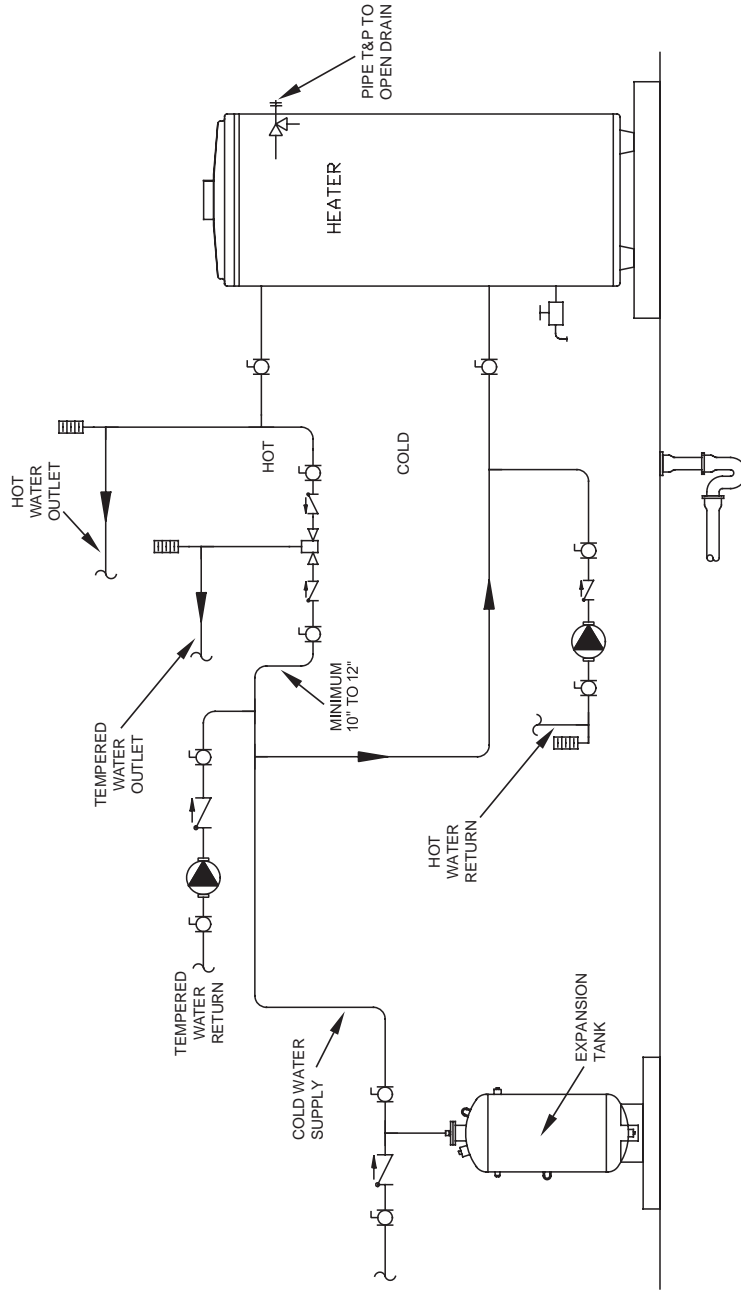 PIPE T&P TO
OPEN DRAIN
HEATER
HOT
WATER
OUTLET
HOT
COLD
TEMPERED
WATER
OUTLET
MINIMUM
10" TO 12"
HOT
WATER
RETURN
TEMPERED
WATER
RETURN
COLD WATER
SUPPLY
EXPANSION
TANK